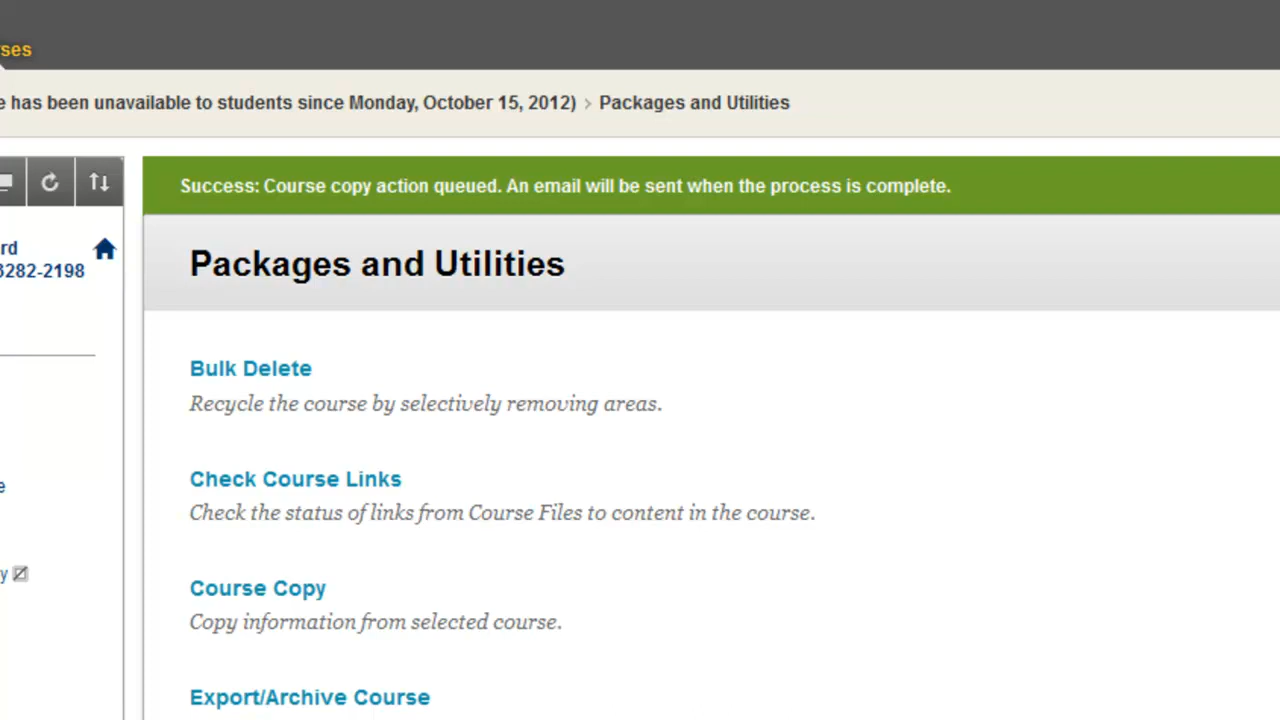 ses
e has been unavailable to students since Monday, October 15, 2012) > Packages and Utilities
Success: Course copy action queued. An email will be sent when the process is complete.
rd
3282-2198
Packages and Utilities
Bulk Delete
Recycle the course by selectively removing areas.
Check Course Links
Check the status of links from Course Files to content in the course.
e
Course Copy
Copy information from selected course.
y
Export/Archive Course